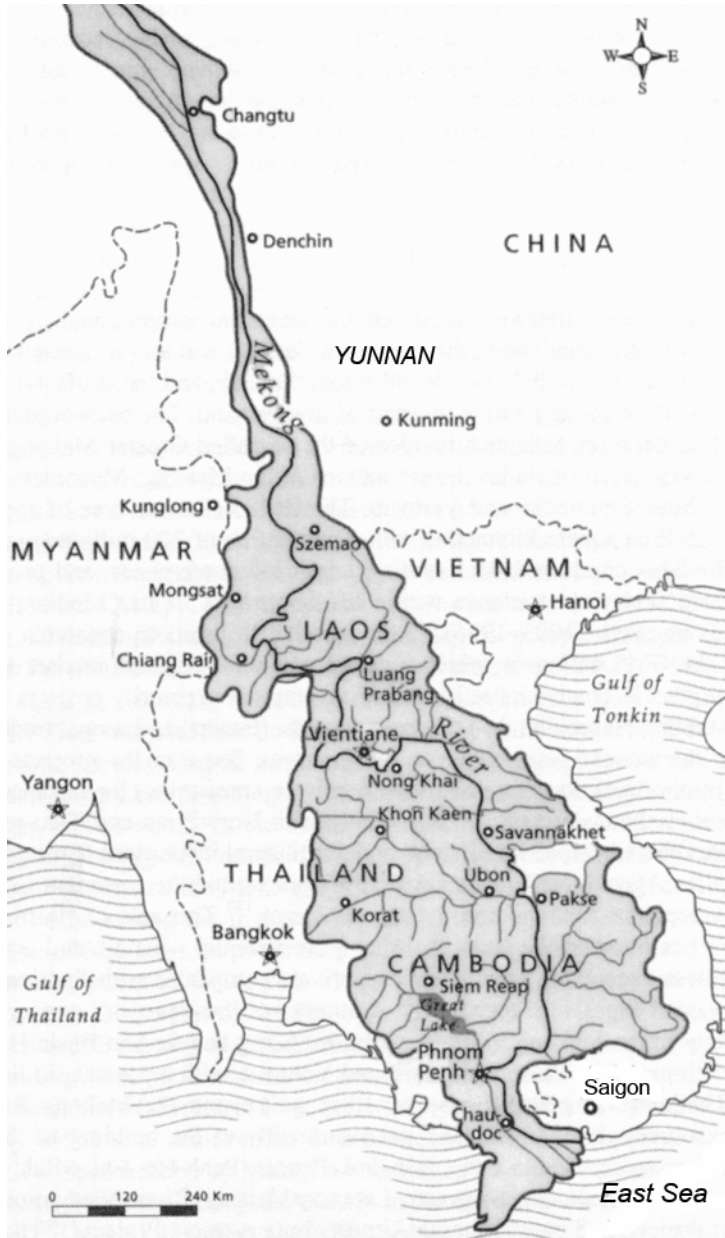 N
W E
S
Changtu
Denchin
CHINA
Mekong
YUNNAN
Kunming
Kunglong
Szemao
MYANMAR
VIETNAM
Mongsat
Hanoi
LAOS
Chiang Rai
Luang
Prabang
Gulf of
Tonkin
River
Vientiane
Nong Khai
Yangon
Khon Kaen
Savannakhet
THAILAND
Ubon
Pakse
Korat
Bangkok
CAMBODIA
Gulf of
Thailand
Siem Reap
Great
Lake
Phnom
Penh
Saigon
hau-
doc
0 120 240 Km
East Sea